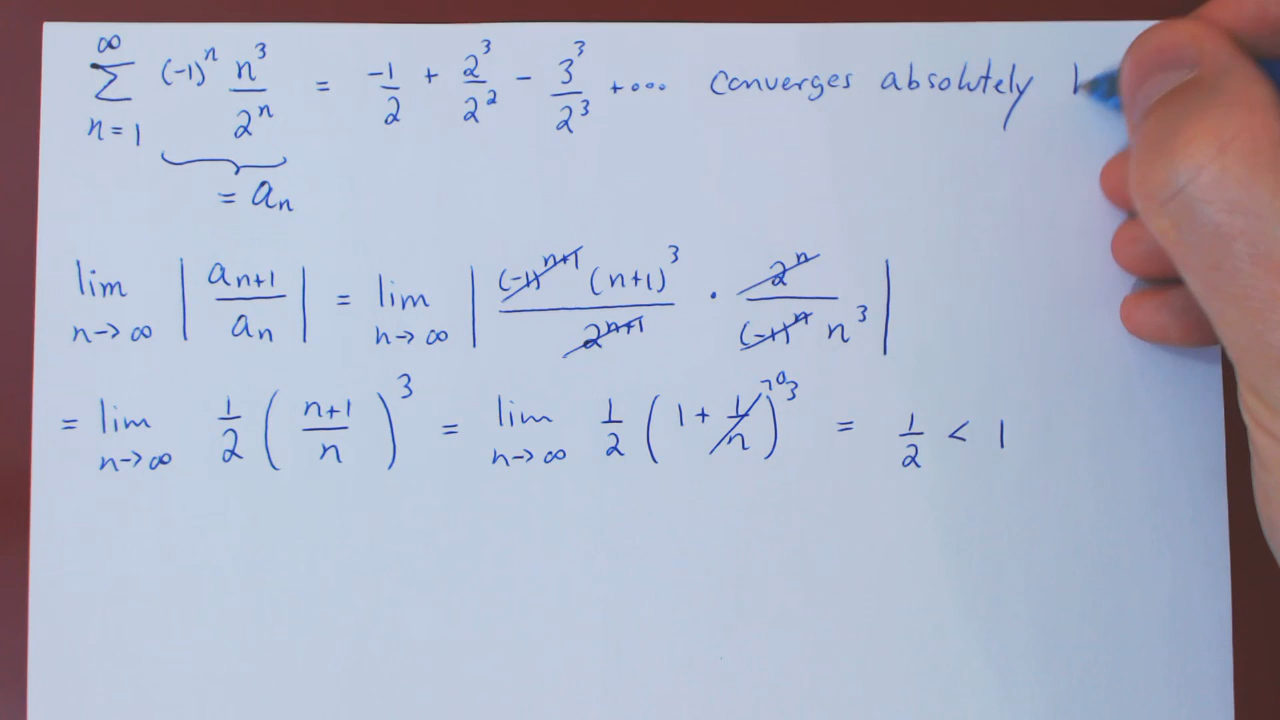 ∞
∑ (-1)^n n^3/2^n = -1/2 + 2^3/2^2 - 3^3/2^3 + ... Converges absolutely
n=1
= a_n
lim n→∞ | a_{n+1}/a_n | = lim n→∞ | (-1)^{n+1} (n+1)^3 / 2^{n+1} · 2^n / (-1)^n n^3 |
= lim n→∞ 1/2 ( n+1/n )^3 = lim n→∞ 1/2 ( 1 + 1/n )^3 →0 = 1/2 < 1